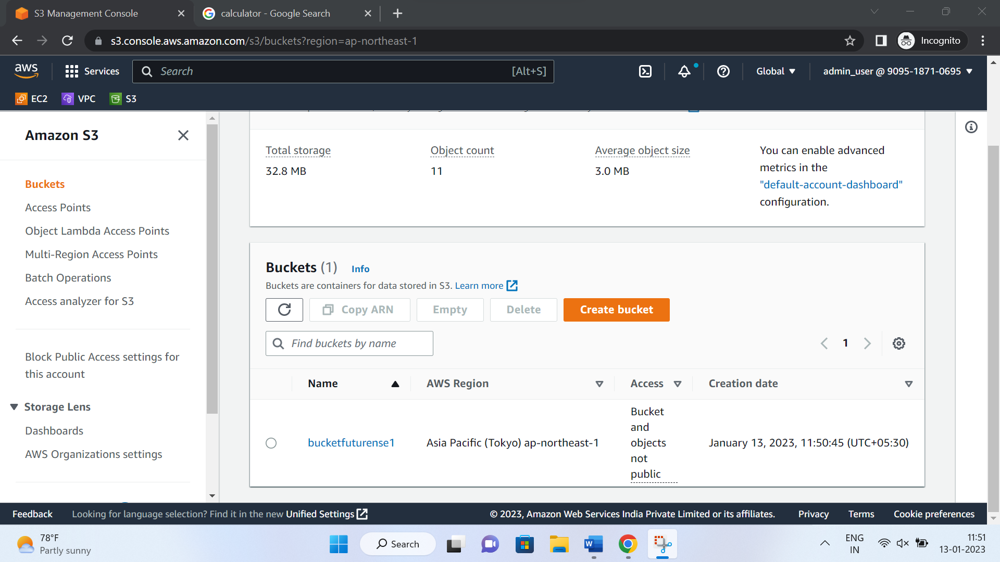 S3 Management Console
calculator - Google Search
s3.console.aws.amazon.com/s3/buckets?region=ap-northeast-1
Incognito
aws
Services
Search
[Alt+S]
Global
admin_user @ 9095-1871-0695
EC2
VPC
S3
Amazon S3
Buckets
Access Points
Object Lambda Access Points
Multi-Region Access Points
Batch Operations
Access analyzer for S3
Block Public Access settings for
this account
Storage Lens
Dashboards
AWS Organizations settings
Total storage
32.8 MB
Object count
11
Average object size
3.0 MB
You can enable advanced
metrics in the
"default-account-dashboard"
configuration.
Buckets (1)
Info
Buckets are containers for data stored in S3. Learn more
Copy ARN
Empty
Delete
Create bucket
Find buckets by name
1
Name
AWS Region
Access
Creation date
bucketfuturense1
Asia Pacific (Tokyo) ap-northeast-1
Bucket
and
objects
not
public
January 13, 2023, 11:50:45 (UTC+05:30)
Feedback
Looking for language selection? Find it in the new Unified Settings
© 2023, Amazon Web Services India Private Limited or its affiliates.
Privacy
Terms
Cookie preferences
78°F
Partly sunny
Search
W
ENG
IN
11:51
13-01-2023